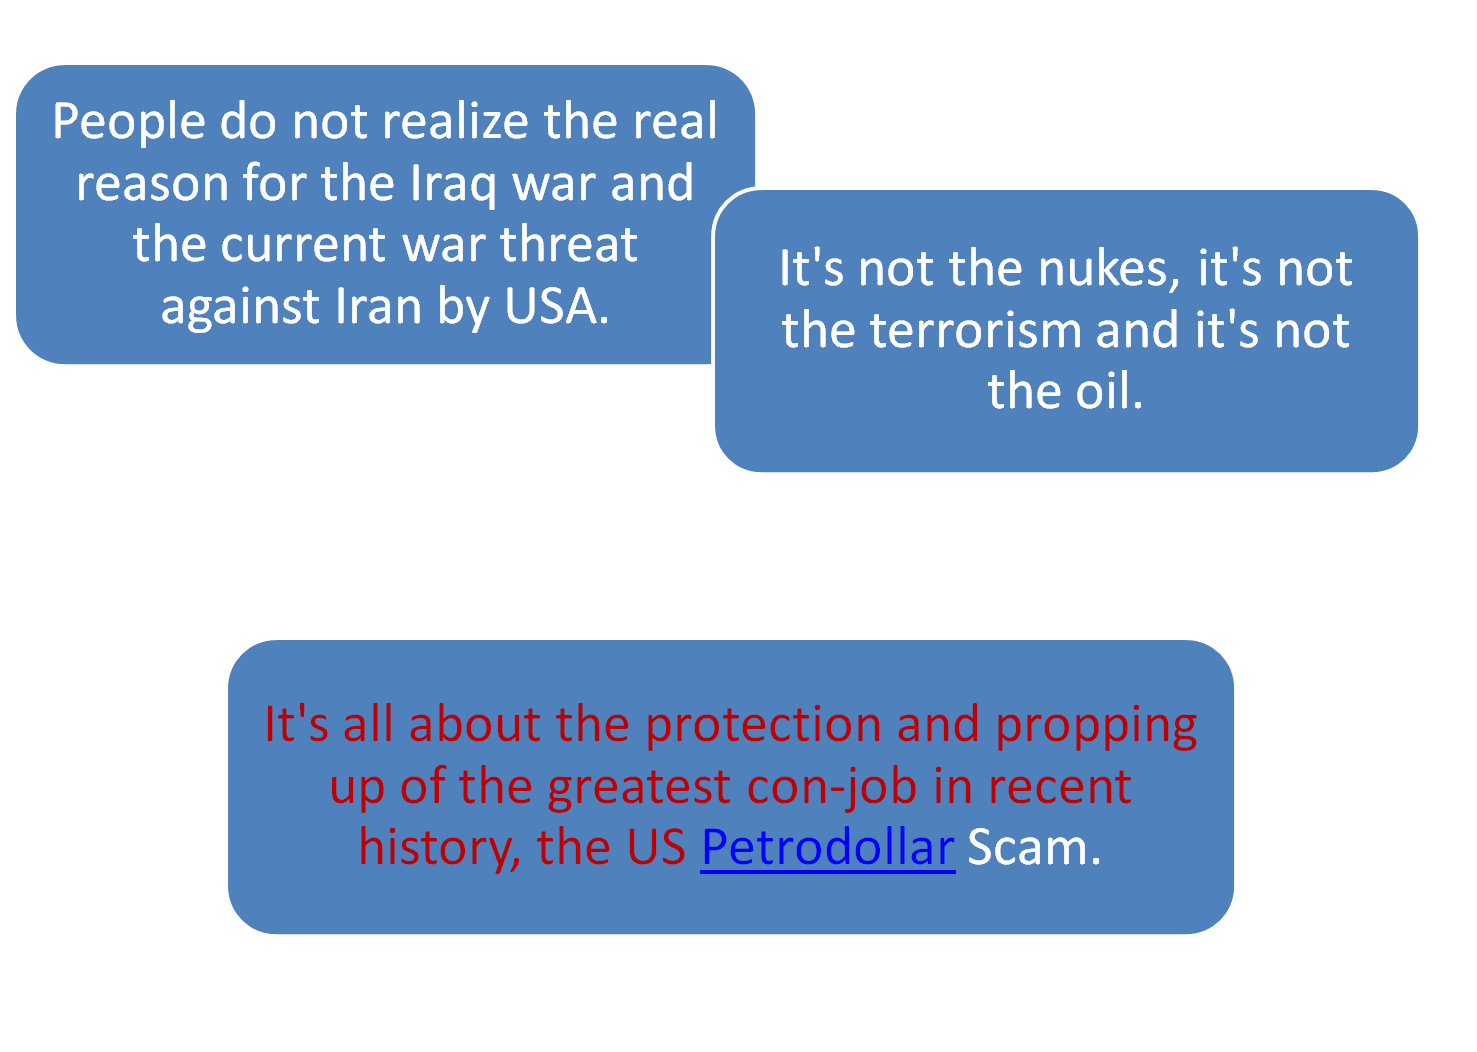 People do not realize the real
reason for the Iraq war and
the current war threat
against Iran by USA.
It's not the nukes, it's not
the terrorism and it's not
the oil.
It's all about the protection and propping
up of the greatest con-job in recent
history, the US Petrodollar Scam.